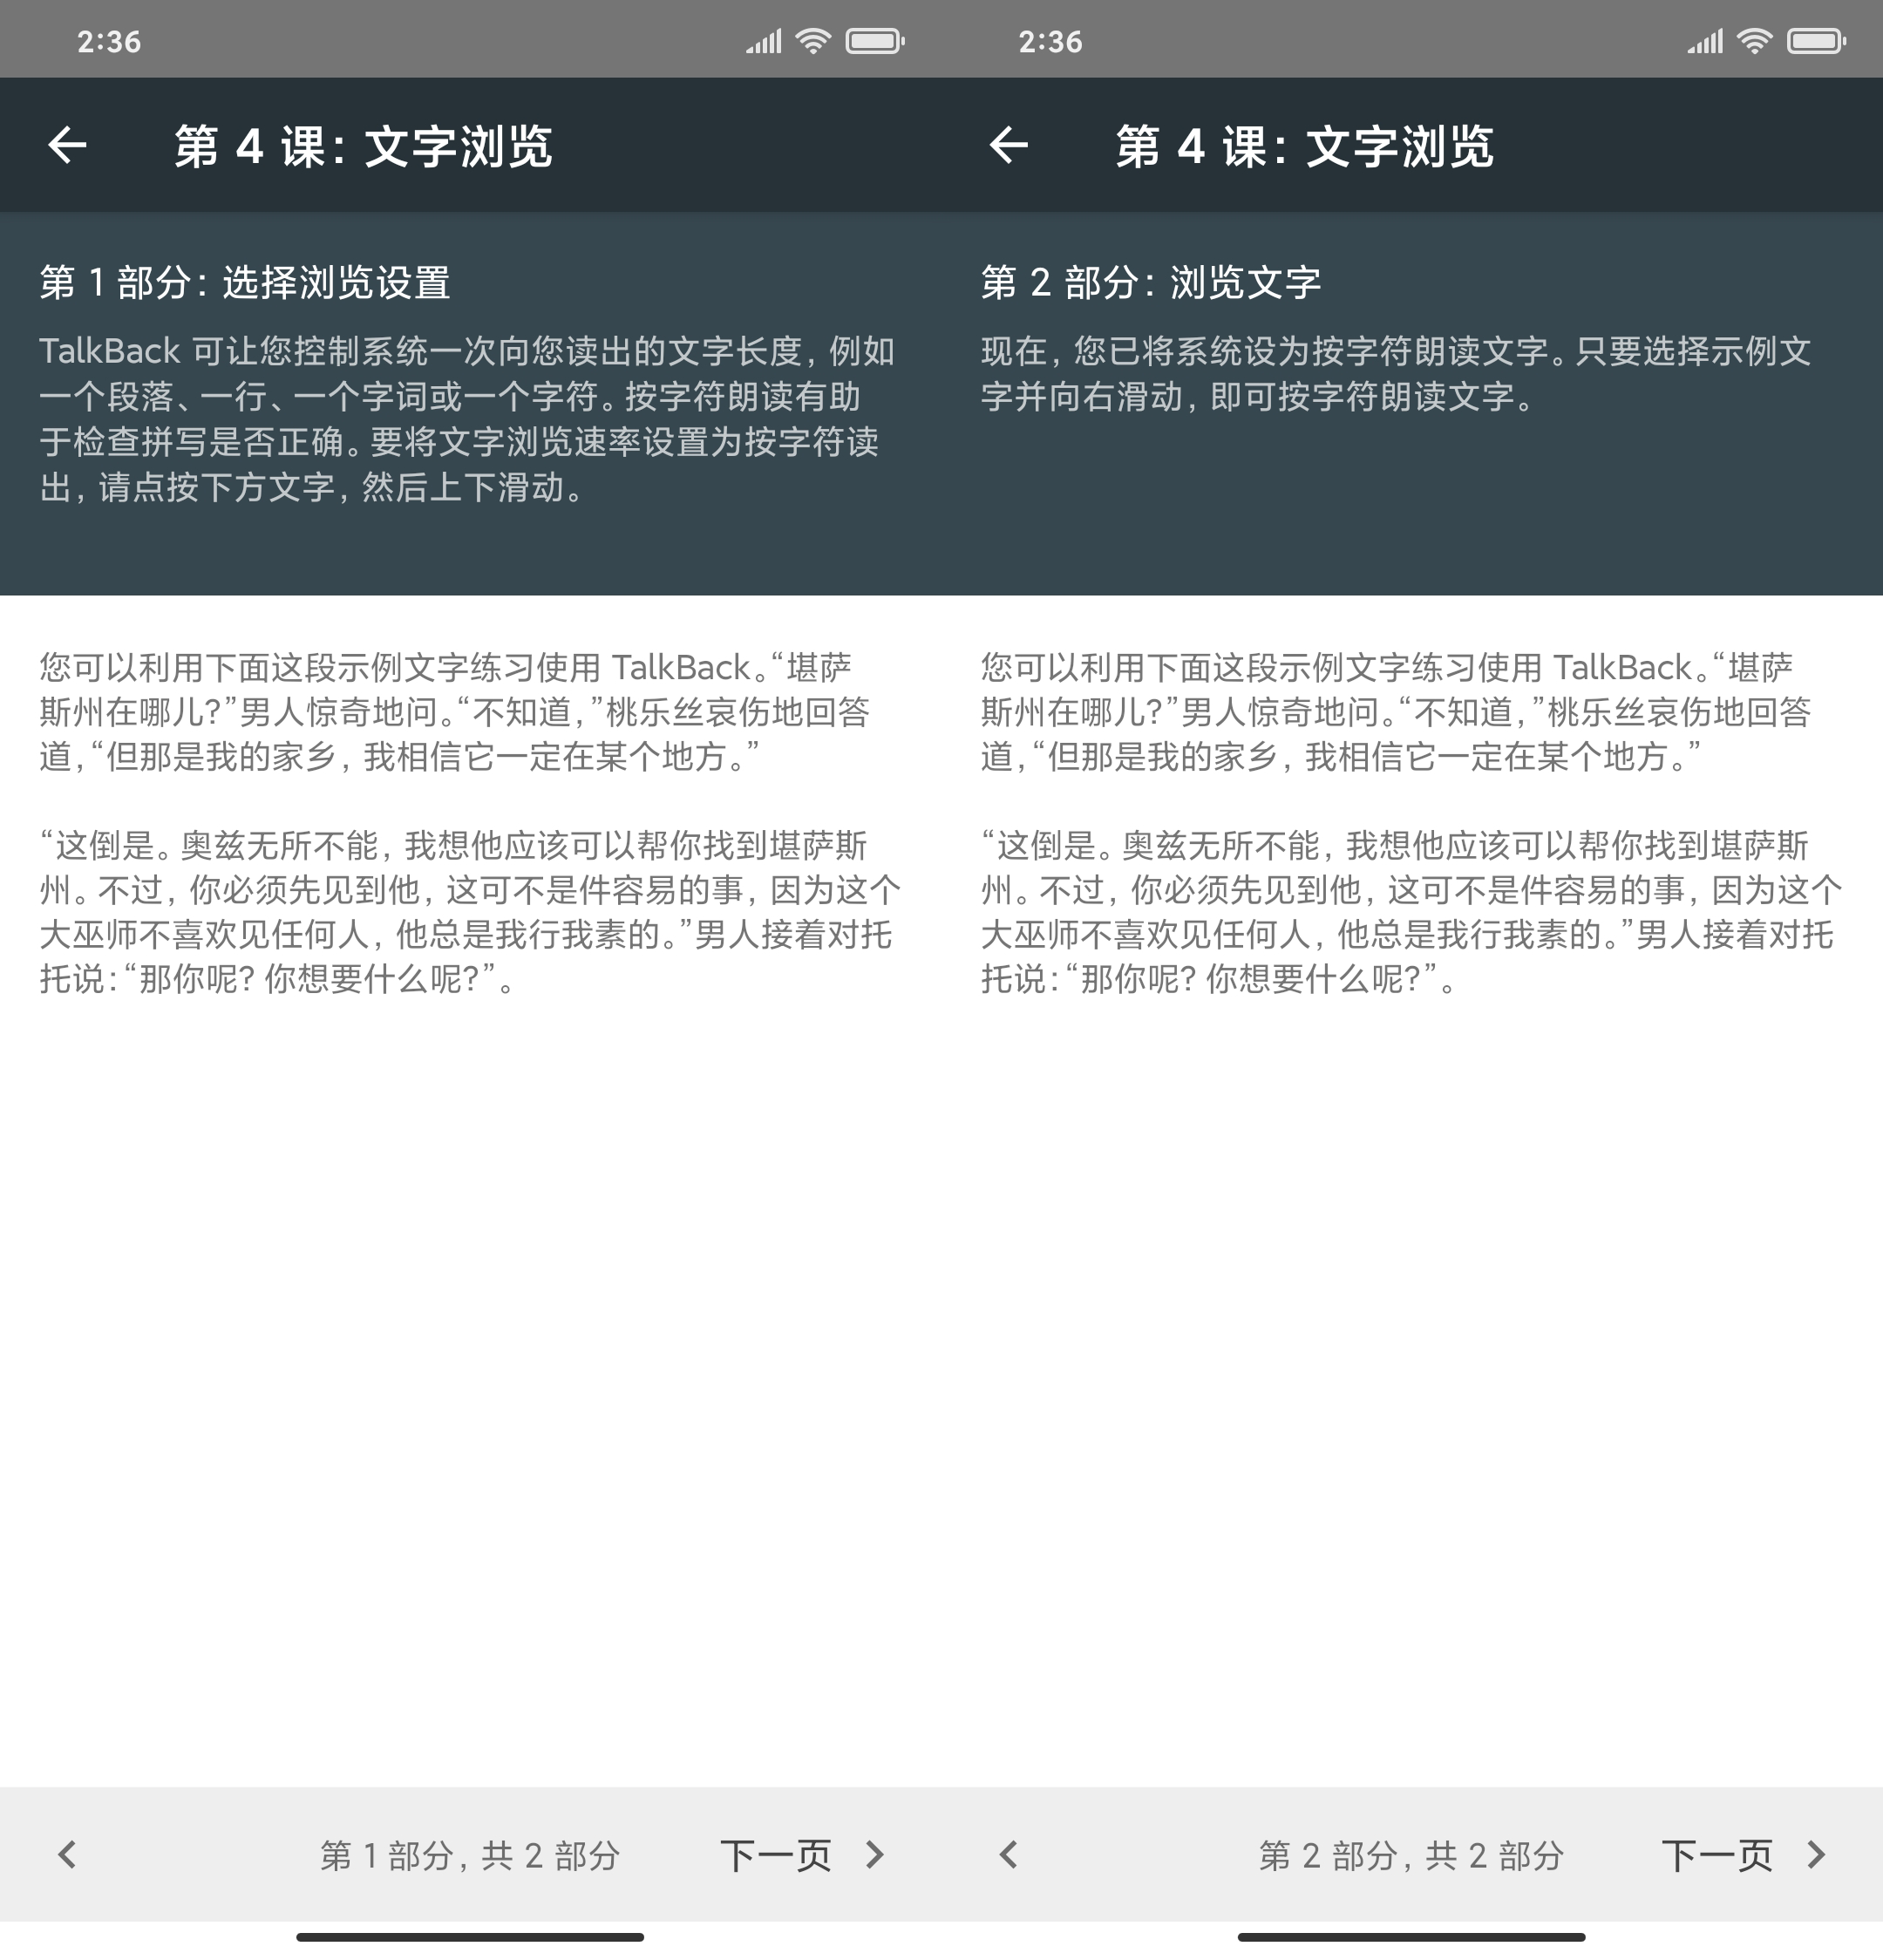 2:36
第 4 课：文字浏览
第 1 部分：选择浏览设置
TalkBack 可让您控制系统一次向您读出的文字长度，例如
一个段落、一行、一个字词或一个字符。按字符朗读有助
于检查拼写是否正确。要将文字浏览速率设置为按字符读
出，请点按下方文字，然后上下滑动。
您可以利用下面这段示例文字练习使用 TalkBack。“堪萨
斯州在哪儿？”男人惊奇地问。“不知道，”桃乐丝哀伤地回答
道，“但那是我的家乡，我相信它一定在某个地方。”
“这倒是。奥兹无所不能，我想他应该可以帮你找到堪萨斯
州。不过，你必须先见到他，这可不是件容易的事，因为这个
大巫师不喜欢见任何人，他总是我行我素的。”男人接着对托
托说：“那你呢？你想要什么呢？”。
第 1 部分，共 2 部分
下一页
2:36
第 4 课：文字浏览
第 2 部分：浏览文字
现在，您已将系统设为按字符朗读文字。只要选择示例文
字并向右滑动，即可按字符朗读文字。
您可以利用下面这段示例文字练习使用 TalkBack。“堪萨
斯州在哪儿？”男人惊奇地问。“不知道，”桃乐丝哀伤地回答
道，“但那是我的家乡，我相信它一定在某个地方。”
“这倒是。奥兹无所不能，我想他应该可以帮你找到堪萨斯
州。不过，你必须先见到他，这可不是件容易的事，因为这个
大巫师不喜欢见任何人，他总是我行我素的。”男人接着对托
托说：“那你呢？你想要什么呢？”。
第 2 部分，共 2 部分
下一页